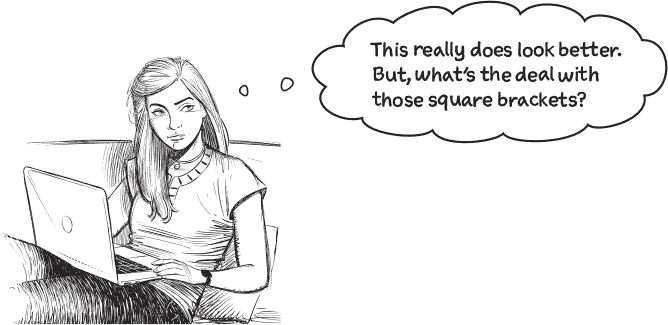 This really does look better.
But, what's the deal with
those square brackets?